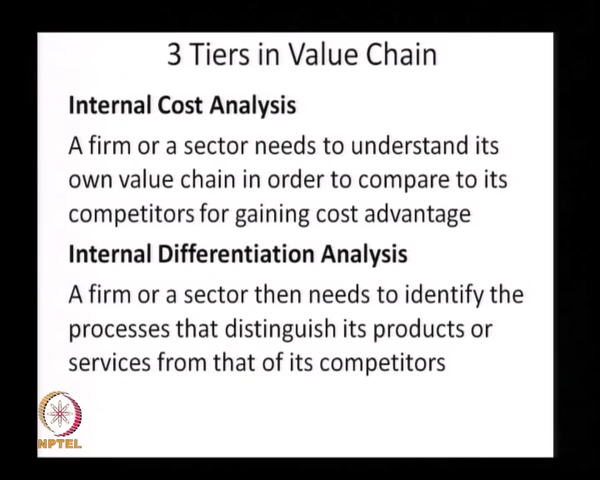 3 Tiers in Value Chain
Internal Cost Analysis
A firm or a sector needs to understand its
own value chain in order to compare to its
competitors for gaining cost advantage
Internal Differentiation Analysis
A firm or a sector then needs to identify the
processes that distinguish its products or
services from that of its competitors
NPTEL